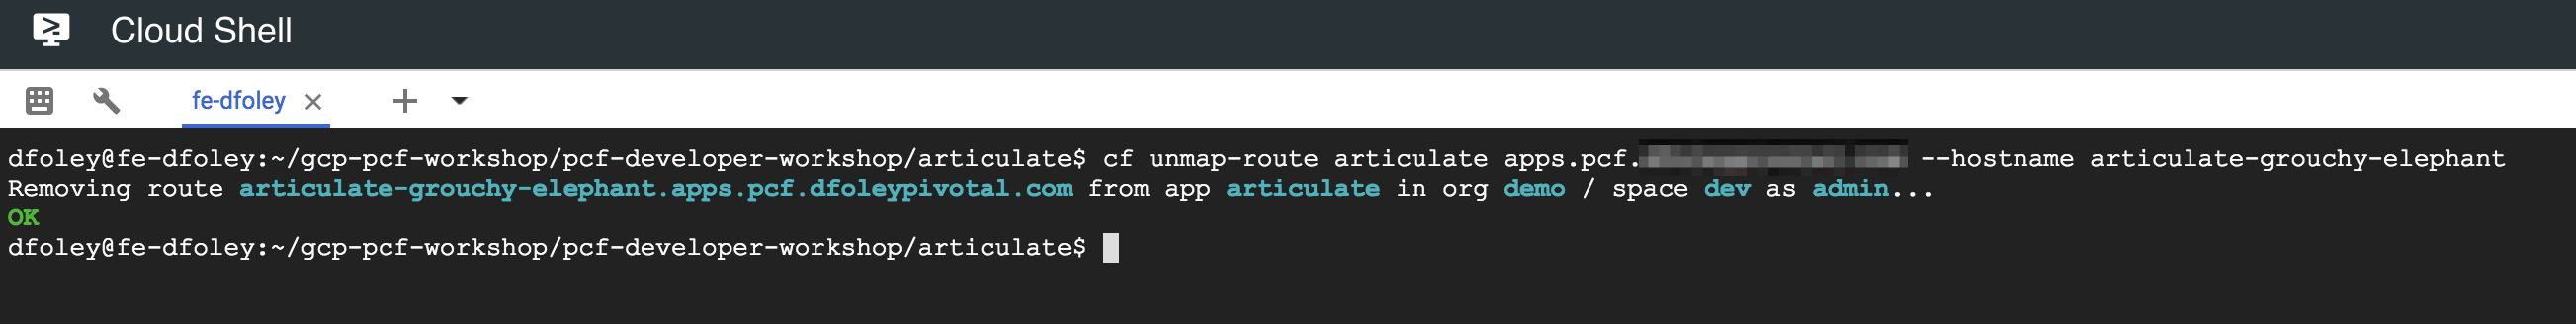 Cloud Shell
fe-dfoley
dfoley@fe-dfoley:~/gcp-pcf-workshop/pcf-developer-workshop/articulate$ cf unmap-route articulate apps.pcf. --hostname articulate-grouchy-elephant
Removing route articulate-grouchy-elephant.apps.pcf.dfoleypivotal.com from app articulate in org demo / space dev as admin...
OK
dfoley@fe-dfoley:~/gcp-pcf-workshop/pcf-developer-workshop/articulate$